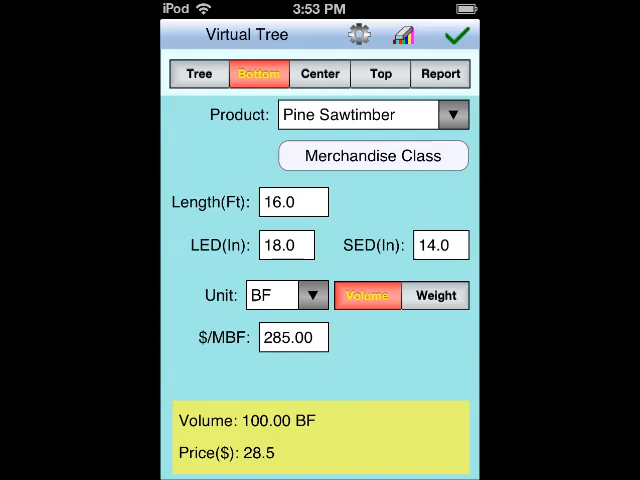 iPod 3:53 PM
Virtual Tree
Tree Bottom Center Top Report
Product: Pine Sawtimber
Merchandise Class
Length(Ft): 16.0
LED(In): 18.0 SED(In): 14.0
Unit: BF Volume Weight
$/MBF: 285.00
Volume: 100.00 BF
Price($): 28.5